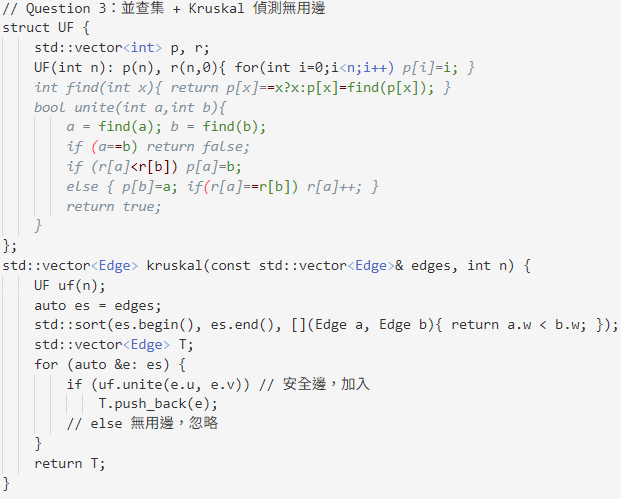 // Question 3：並查集 + Kruskal 偵測無用邊
struct UF {
    std::vector<int> p, r;
    UF(int n): p(n), r(n,0){ for(int i=0;i<n;i++) p[i]=i; }
    int find(int x){ return p[x]==x?x:p[x]=find(p[x]); }
    bool unite(int a,int b){
        a = find(a); b = find(b);
        if (a==b) return false;
        if (r[a]<r[b]) p[a]=b;
        else { p[b]=a; if(r[a]==r[b]) r[a]++; }
        return true;
    }
};
std::vector<Edge> kruskal(const std::vector<Edge>& edges, int n) {
    UF uf(n);
    auto es = edges;
    std::sort(es.begin(), es.end(), [](Edge a, Edge b){ return a.w < b.w; });
    std::vector<Edge> T;
    for (auto &e: es) {
        if (uf.unite(e.u, e.v)) // 安全邊，加入
            T.push_back(e);
        // else 無用邊，忽略
    }
    return T;
}